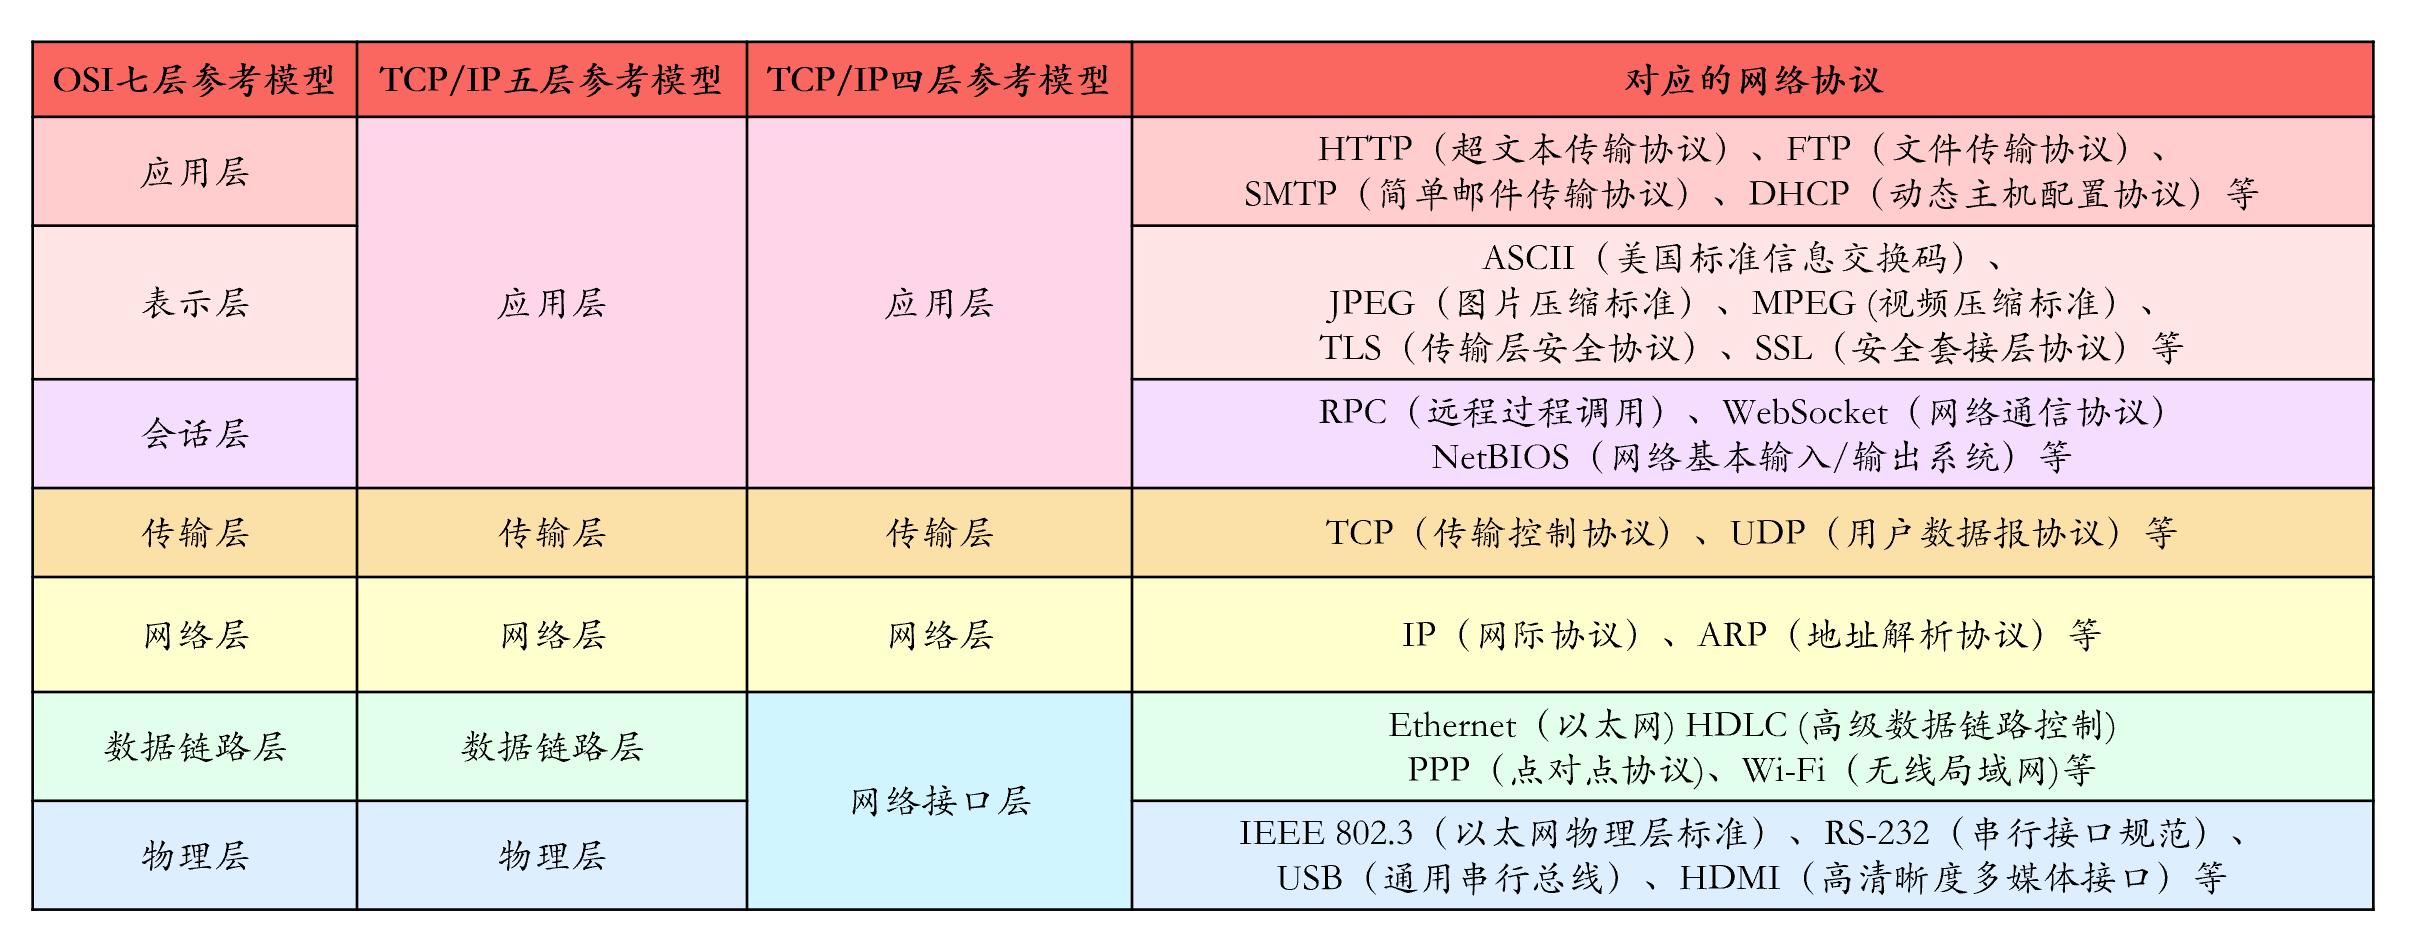 OSI七层参考模型
TCP/IP五层参考模型
TCP/IP四层参考模型
对应的网络协议
应用层
应用层
应用层
HTTP（超文本传输协议）、FTP（文件传输协议）、
SMTP（简单邮件传输协议）、DHCP（动态主机配置协议）等
表示层
ASCII（美国标准信息交换码）、
JPEG（图片压缩标准）、MPEG (视频压缩标准）、
TLS（传输层安全协议）、SSL（安全套接层协议）等
会话层
RPC（远程过程调用）、WebSocket（网络通信协议）
NetBIOS（网络基本输入/输出系统）等
传输层
传输层
传输层
TCP（传输控制协议）、UDP（用户数据报协议）等
网络层
网络层
网络层
IP（网际协议）、ARP（地址解析协议）等
数据链路层
数据链路层
网络接口层
Ethernet（以太网) HDLC (高级数据链路控制)
PPP（点对点协议)、Wi-Fi（无线局域网)等
物理层
物理层
IEEE 802.3（以太网物理层标准）、RS-232（串行接口规范）、
USB（通用串行总线）、HDMI（高清晰度多媒体接口）等